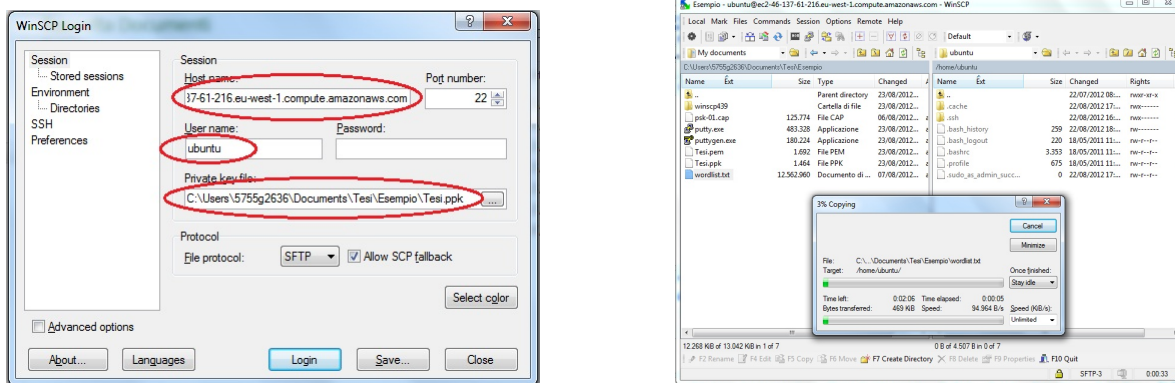 WinSCP Login
Session
Stored sessions
Environment
Directories
SSH
Preferences
Session
Host name:
37-61-216.eu-west-1.compute.amazonaws.com
Port number:
22
User name:
ubuntu
Password:
Private key file:
C:\Users\5755g2636\Documents\Tesi\Esempio\Tesi.ppk
...
Protocol
File protocol:
SFTP
Allow SCP fallback
Select color
Advanced options
About...
Languages
Login
Save...
Close
Esempio - ubuntu@ec2-46-137-61-216.eu-west-1.compute.amazonaws.com - WinSCP
Local Mark Files Commands Session Options Remote Help
Default
My documents
ubuntu
C:\Users\5755g2636\Documents\Tesi\Esempio
/home/ubuntu
Name Ext Size Type Changed
.. Parent directory 23/08/2012...
winscp439 Cartella di file 23/08/2012...
psk-01.cap 125.774 File CAP 06/08/2012...
putty.exe 483.328 Applicazione 23/08/2012...
puttygen.exe 180.224 Applicazione 23/08/2012...
Tesi.pem 1.692 File PEM 23/08/2012...
Tesi.ppk 1.464 File PPK 23/08/2012...
wordlist.txt 12.562.960 Documento di ... 07/08/2012...
Name Ext Size Changed Rights
.. 22/07/2012 08:... rwxr-xr-x
.cache 22/08/2012 17:... rwx------
.ssh 22/08/2012 16:... rwx------
.bash_history 259 22/08/2012 18:... rw-------
.bash_logout 220 18/05/2011 11:... rw-r--r--
.bashrc 3.353 18/05/2011 11:... rw-r--r--
.profile 675 18/05/2011 11:... rw-r--r--
.sudo_as_admin_succ... 0 22/08/2012 17:... rw-r--r--
3% Copying
Cancel
Minimize
File: C:\...\Documents\Tesi\Esempio\wordlist.txt
Target: /home/ubuntu/
Once finished:
Stay idle
Time left: 0:02:06 Time elapsed: 0:00:05
Bytes transferred: 469 KiB Speed: 94.964 B/s
Speed (KiB/s):
Unlimited
12.268 KiB of 13.042 KiB in 1 of 7
0 B of 4.507 B in 0 of 7
F2 Rename F4 Edit F5 Copy F6 Move F7 Create Directory F8 Delete F9 Properties F10 Quit
SFTP-3 0:00:33